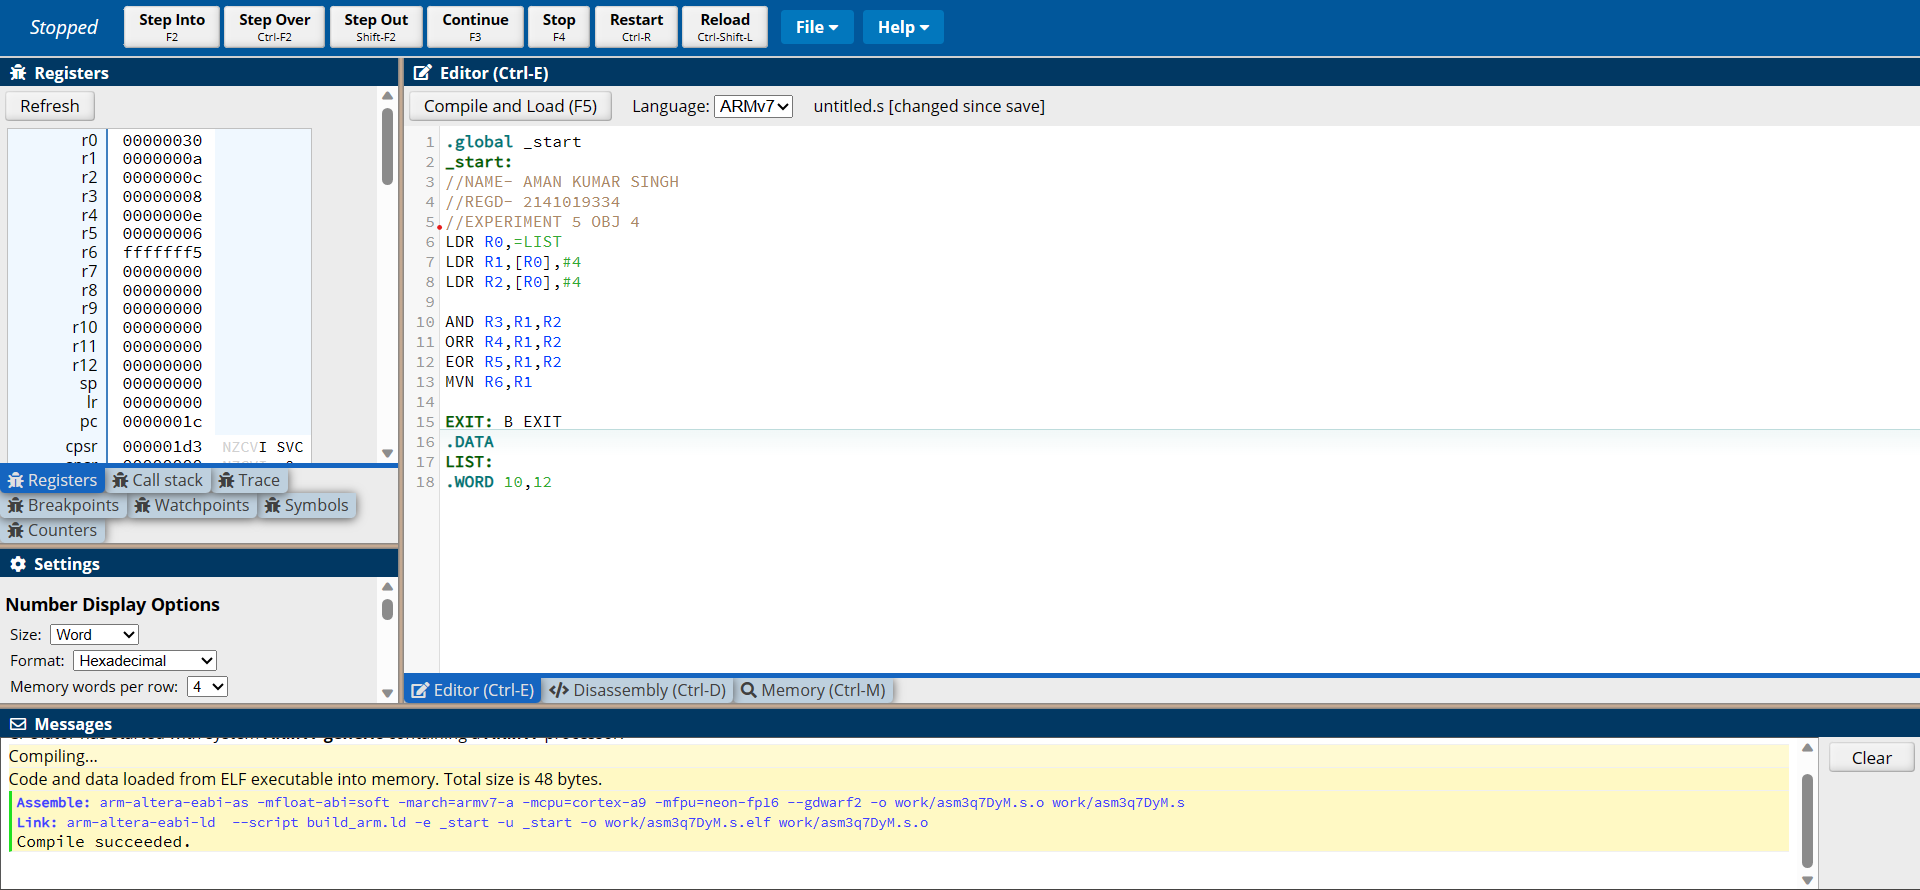 Stopped
Step Into
F2
Step Over
Ctrl-F2
Step Out
Shift-F2
Continue
F3
Stop
F4
Restart
Ctrl-R
Reload
Ctrl-Shift-L
File
Help
Registers
Refresh
r0 00000030
r1 0000000a
r2 0000000c
r3 00000008
r4 0000000e
r5 00000006
r6 fffffff5
r7 00000000
r8 00000000
r9 00000000
r10 00000000
r11 00000000
r12 00000000
sp 00000000
lr 00000000
pc 0000001c
cpsr 000001d3 NZCVI SVC
Registers Call stack Trace
Breakpoints Watchpoints Symbols
Counters
Settings
Number Display Options
Size: Word
Format: Hexadecimal
Memory words per row: 4
Editor (Ctrl-E)
Compile and Load (F5) Language: ARMv7 untitled.s [changed since save]
1 .global _start
2 _start:
3 //NAME- AMAN KUMAR SINGH
4 //REGD- 2141019334
5 //EXPERIMENT 5 OBJ 4
6 LDR R0,=LIST
7 LDR R1,[R0],#4
8 LDR R2,[R0],#4
9
10 AND R3,R1,R2
11 ORR R4,R1,R2
12 EOR R5,R1,R2
13 MVN R6,R1
14
15 EXIT: B EXIT
16 .DATA
17 LIST:
18 .WORD 10,12
Editor (Ctrl-E) Disassembly (Ctrl-D) Memory (Ctrl-M)
Messages
Compiling...
Code and data loaded from ELF executable into memory. Total size is 48 bytes.
Assemble: arm-altera-eabi-as -mfloat-abi=soft -march=armv7-a -mcpu=cortex-a9 -mfpu=neon-fp16 --gdwarf2 -o work/asm3q7DyM.s.o work/asm3q7DyM.s
Link: arm-altera-eabi-ld --script build_arm.ld -e _start -u _start -o work/asm3q7DyM.s.elf work/asm3q7DyM.s.o
Compile succeeded.
Clear